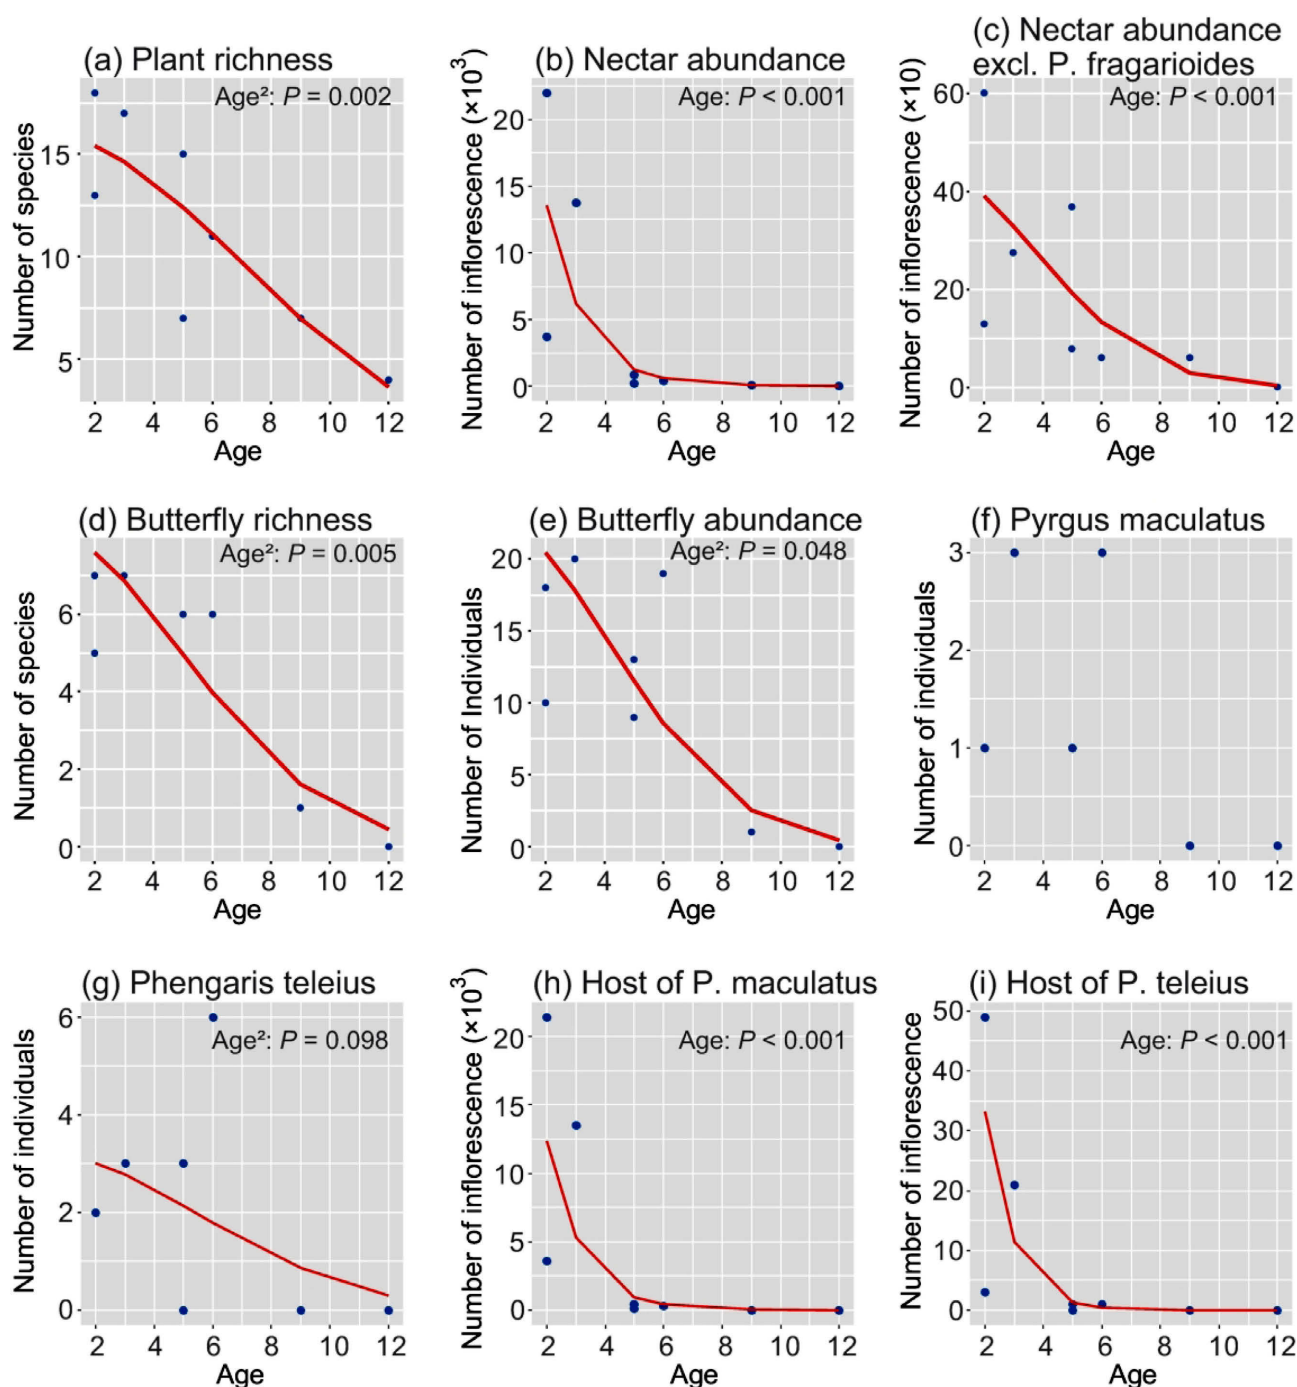 (a) Plant richness
Age²: P = 0.002
Number of species
15
10
5
2 4 6 8 10 12
Age
(b) Nectar abundance
Age: P < 0.001
Number of inflorescence (×10³)
20
15
10
5
0
2 4 6 8 10 12
Age
(c) Nectar abundance
excl. P. fragarioides
Age: P < 0.001
Number of inflorescence (×10)
60
40
20
0
2 4 6 8 10 12
Age
(d) Butterfly richness
Age²: P = 0.005
Number of species
6
4
2
0
2 4 6 8 10 12
Age
(e) Butterfly abundance
Age²: P = 0.048
Number of Individuals
20
15
10
5
0
2 4 6 8 10 12
Age
(f) Pyrgus maculatus
Number of individuals
3
2
1
0
2 4 6 8 10 12
Age
(g) Phengaris teleius
Age²: P = 0.098
Number of individuals
6
4
2
0
2 4 6 8 10 12
Age
(h) Host of P. maculatus
Age: P < 0.001
Number of inflorescence (×10³)
20
15
10
5
0
2 4 6 8 10 12
Age
(i) Host of P. teleius
Age: P < 0.001
Number of inflorescence
50
40
30
20
10
0
2 4 6 8 10 12
Age